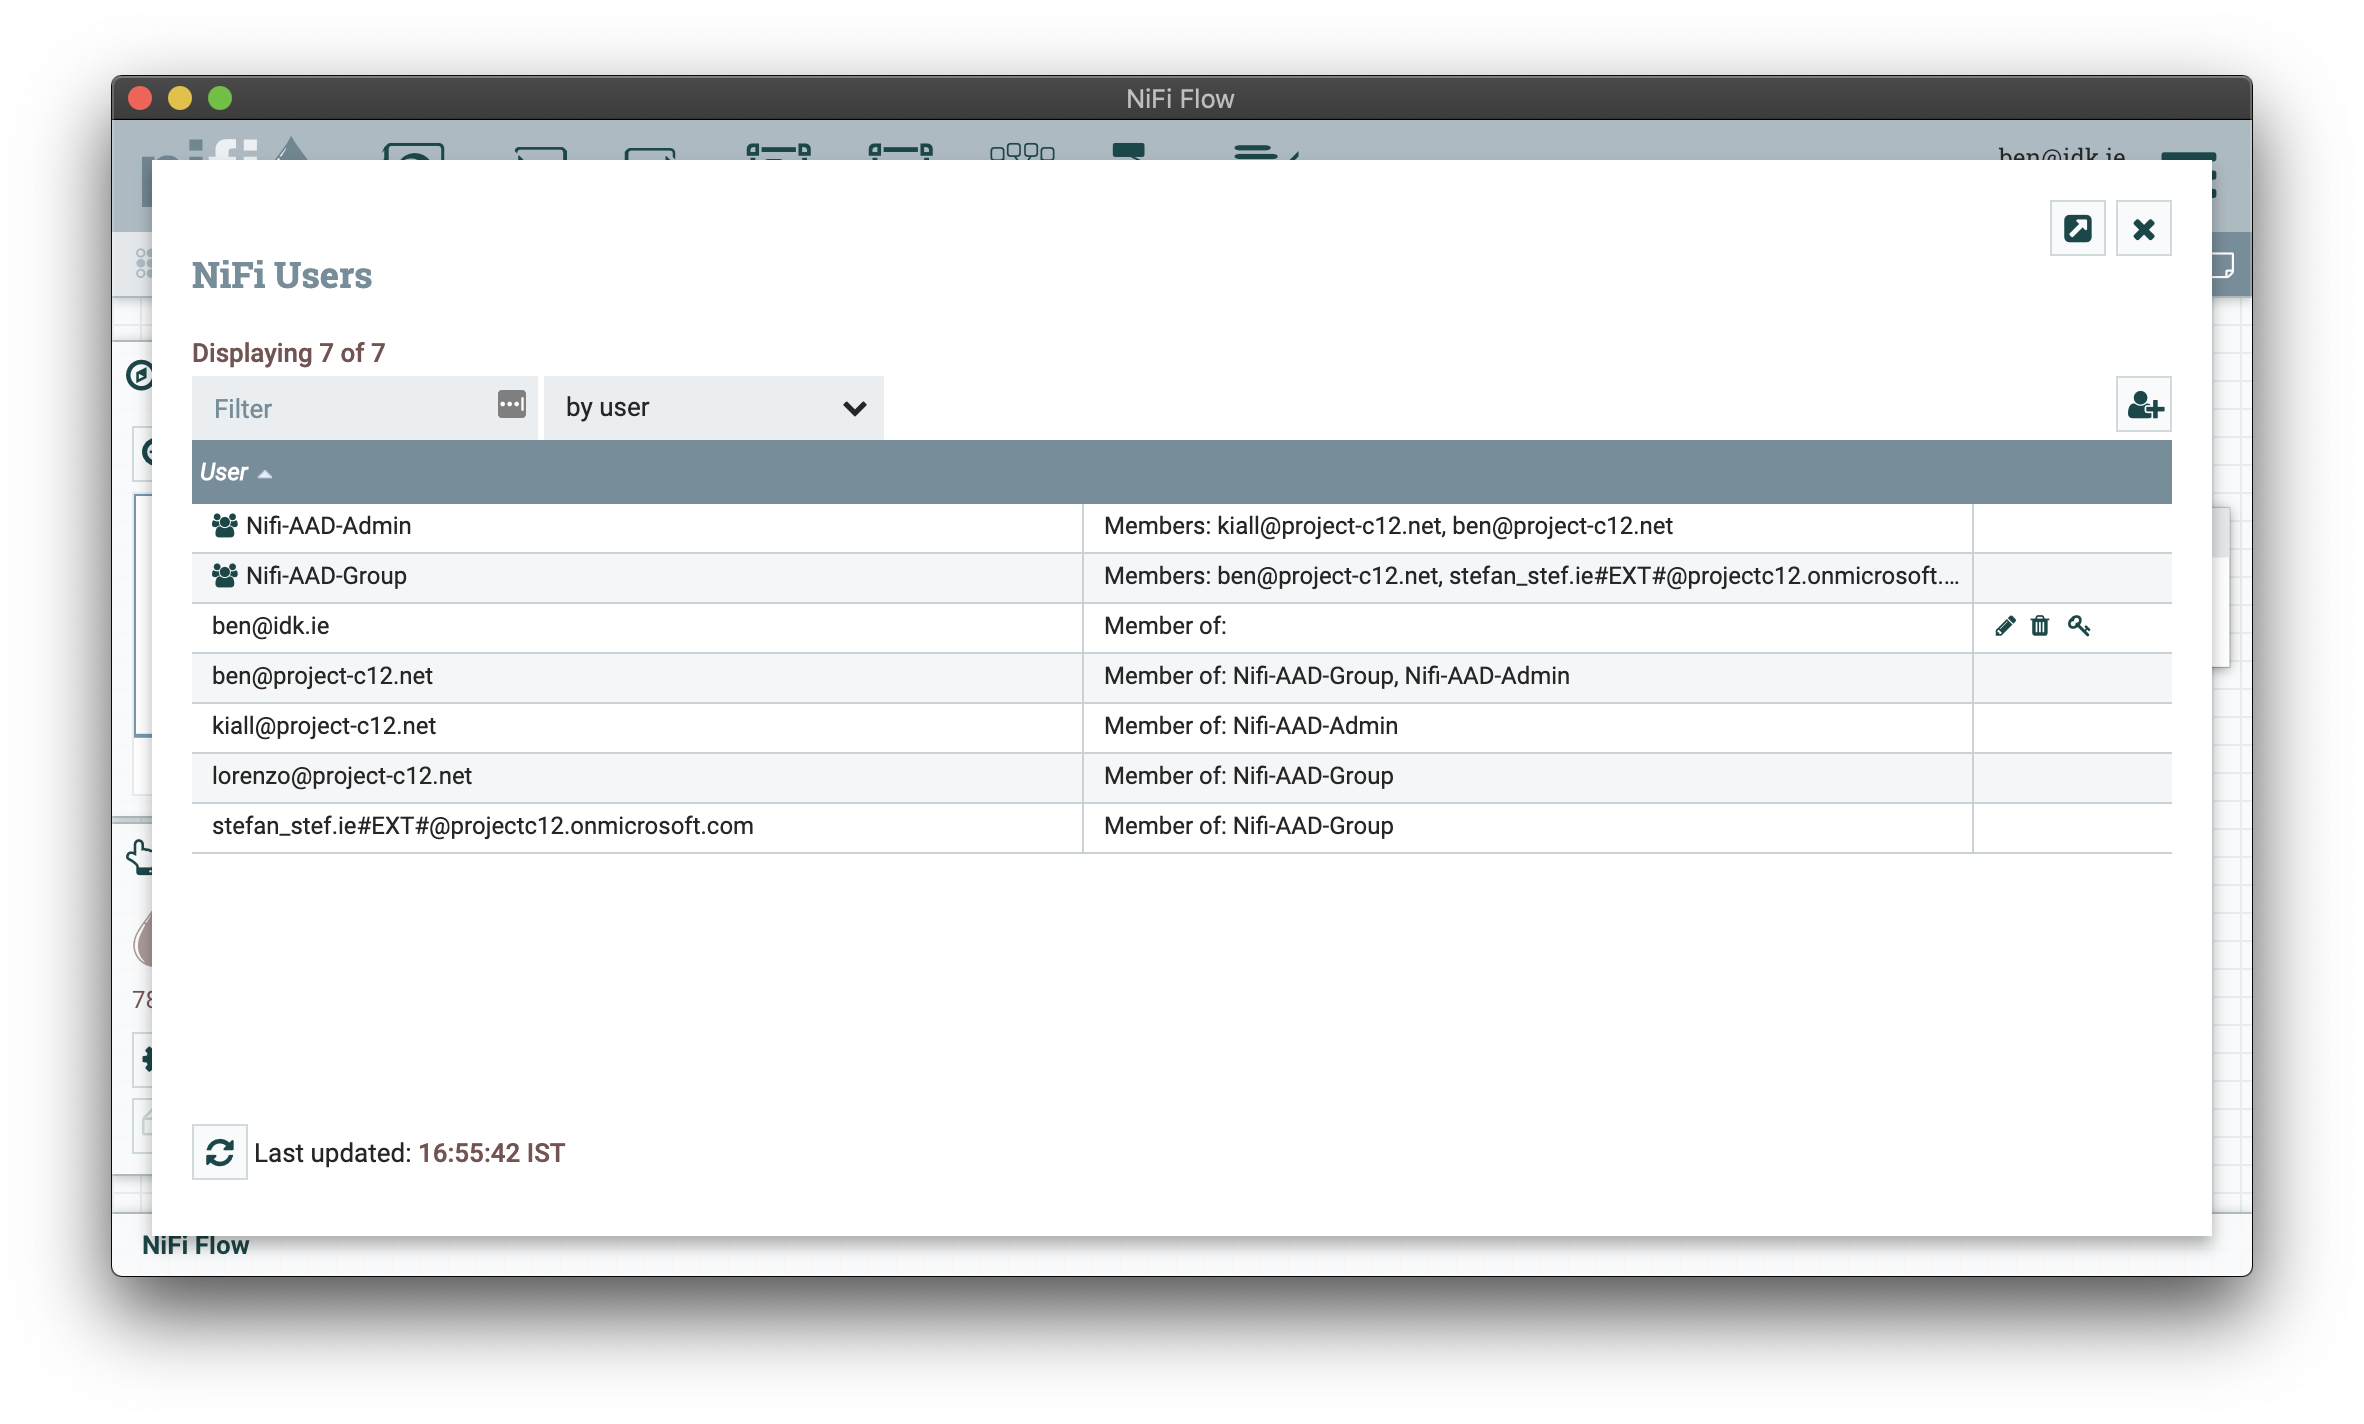 NiFi Flow
nifi
ben@idk.ie
NiFi Users
Displaying 7 of 7
Filter
by user
User
Nifi-AAD-Admin Members: kiall@project-c12.net, ben@project-c12.net
Nifi-AAD-Group Members: ben@project-c12.net, stefan_stef.ie#EXT#@projectc12.onmicrosoft....
ben@idk.ie Member of:
ben@project-c12.net Member of: Nifi-AAD-Group, Nifi-AAD-Admin
kiall@project-c12.net Member of: Nifi-AAD-Admin
lorenzo@project-c12.net Member of: Nifi-AAD-Group
stefan_stef.ie#EXT#@projectc12.onmicrosoft.com Member of: Nifi-AAD-Group
78
Last updated: 16:55:42 IST
NiFi Flow